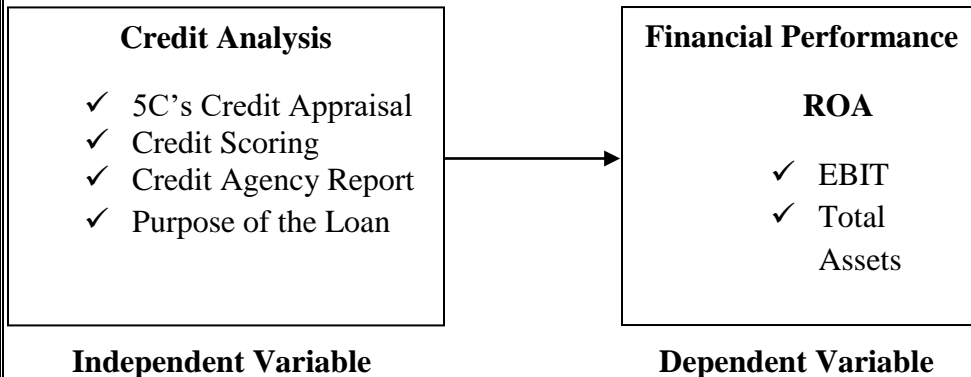 Credit Analysis
✓ 5C's Credit Appraisal
✓ Credit Scoring
✓ Credit Agency Report
✓ Purpose of the Loan
Independent Variable
Financial Performance
ROA
✓ EBIT
✓ Total
Assets
Dependent Variable